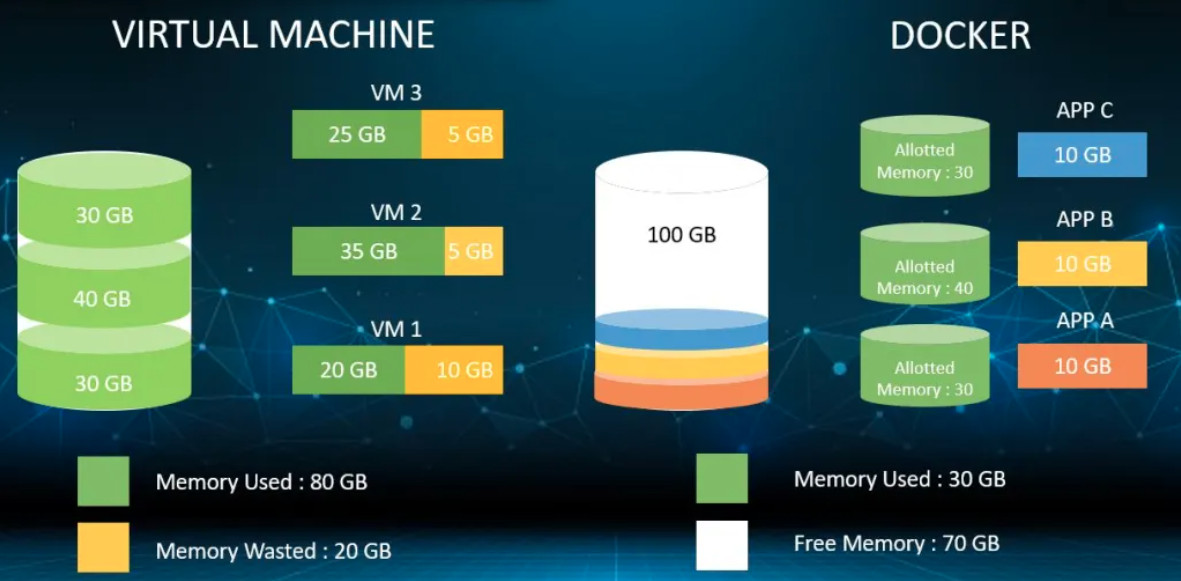 VIRTUAL MACHINE
30 GB
40 GB
30 GB
VM 3
25 GB
5 GB
VM 2
35 GB
5 GB
VM 1
20 GB
10 GB
Memory Used : 80 GB
Memory Wasted : 20 GB
DOCKER
100 GB
Allotted
Memory : 30
APP C
10 GB
Allotted
Memory : 40
APP B
10 GB
Allotted
Memory : 30
APP A
10 GB
Memory Used : 30 GB
Free Memory : 70 GB